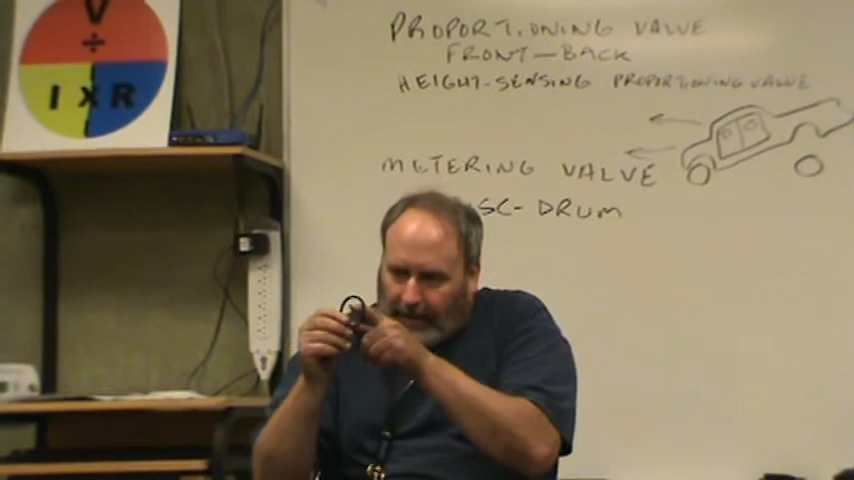 V
÷
I X R
PROPORTIONING VALVE
FRONT—BACK
HEIGHT-SENSING PROPORTIONING VALVE
METERING VALVE
SC- DRUM